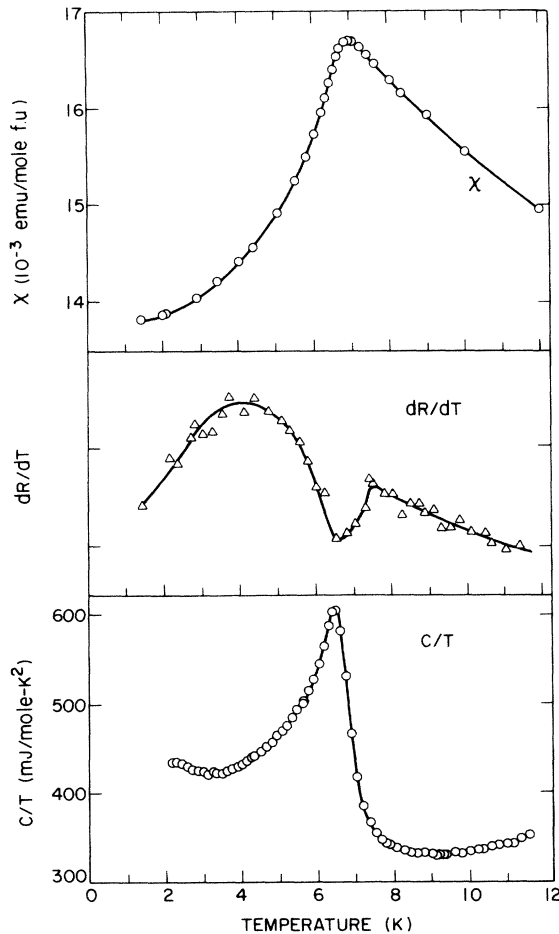 17
16
15
14
χ (10⁻³ emu/mole f.u)
χ
dR/dT
dR/dT
600
500
400
300
C/T (mJ/mole-K²)
C/T
0 2 4 6 8 10 12
TEMPERATURE (K)